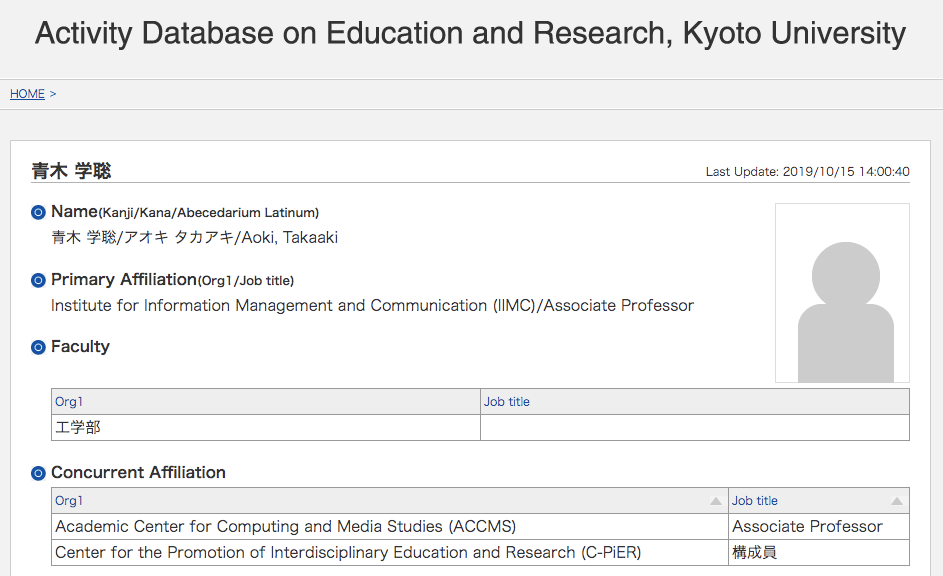 Activity Database on Education and Research, Kyoto University
HOME >
青木 学聡
Last Update: 2019/10/15 14:00:40
Name(Kanji/Kana/Abecedarium Latinum)
青木 学聡/アオキ タカアキ/Aoki, Takaaki
Primary Affiliation(Org1/Job title)
Institute for Information Management and Communication (IIMC)/Associate Professor
Faculty
Org1 Job title
工学部
Concurrent Affiliation
Org1 Job title
Academic Center for Computing and Media Studies (ACCMS) Associate Professor
Center for the Promotion of Interdisciplinary Education and Research (C-PiER) 構成員